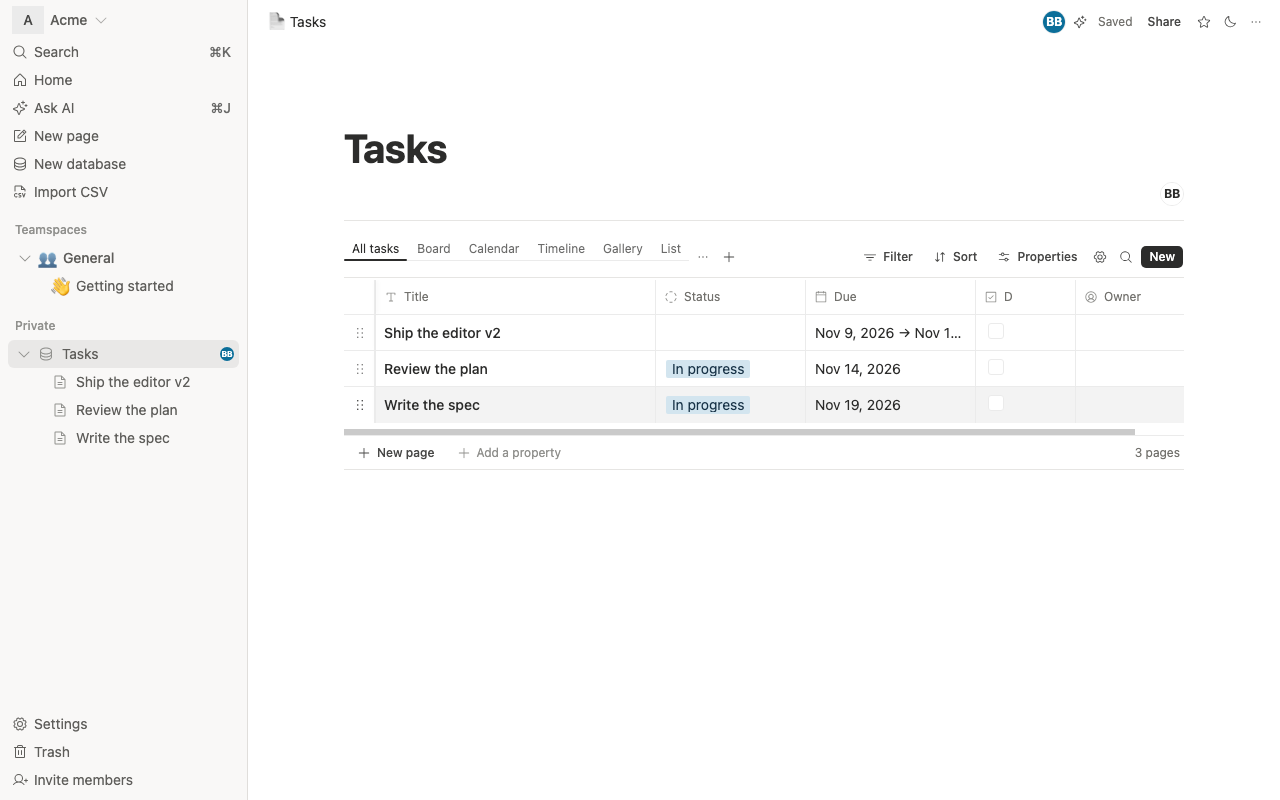 A Acme
Search ⌘K
Home
Ask AI ⌘J
New page
New database
Import CSV
Teamspaces
General
Getting started
Private
Tasks BB
Ship the editor v2
Review the plan
Write the spec
Settings
Trash
Invite members
Tasks
BB Saved Share
Tasks
BB
All tasks Board Calendar Timeline Gallery List ... +
Filter Sort Properties New
Title Status Due D Owner
Ship the editor v2 Nov 9, 2026 → Nov 1...
Review the plan In progress Nov 14, 2026
Write the spec In progress Nov 19, 2026
+ New page + Add a property 3 pages